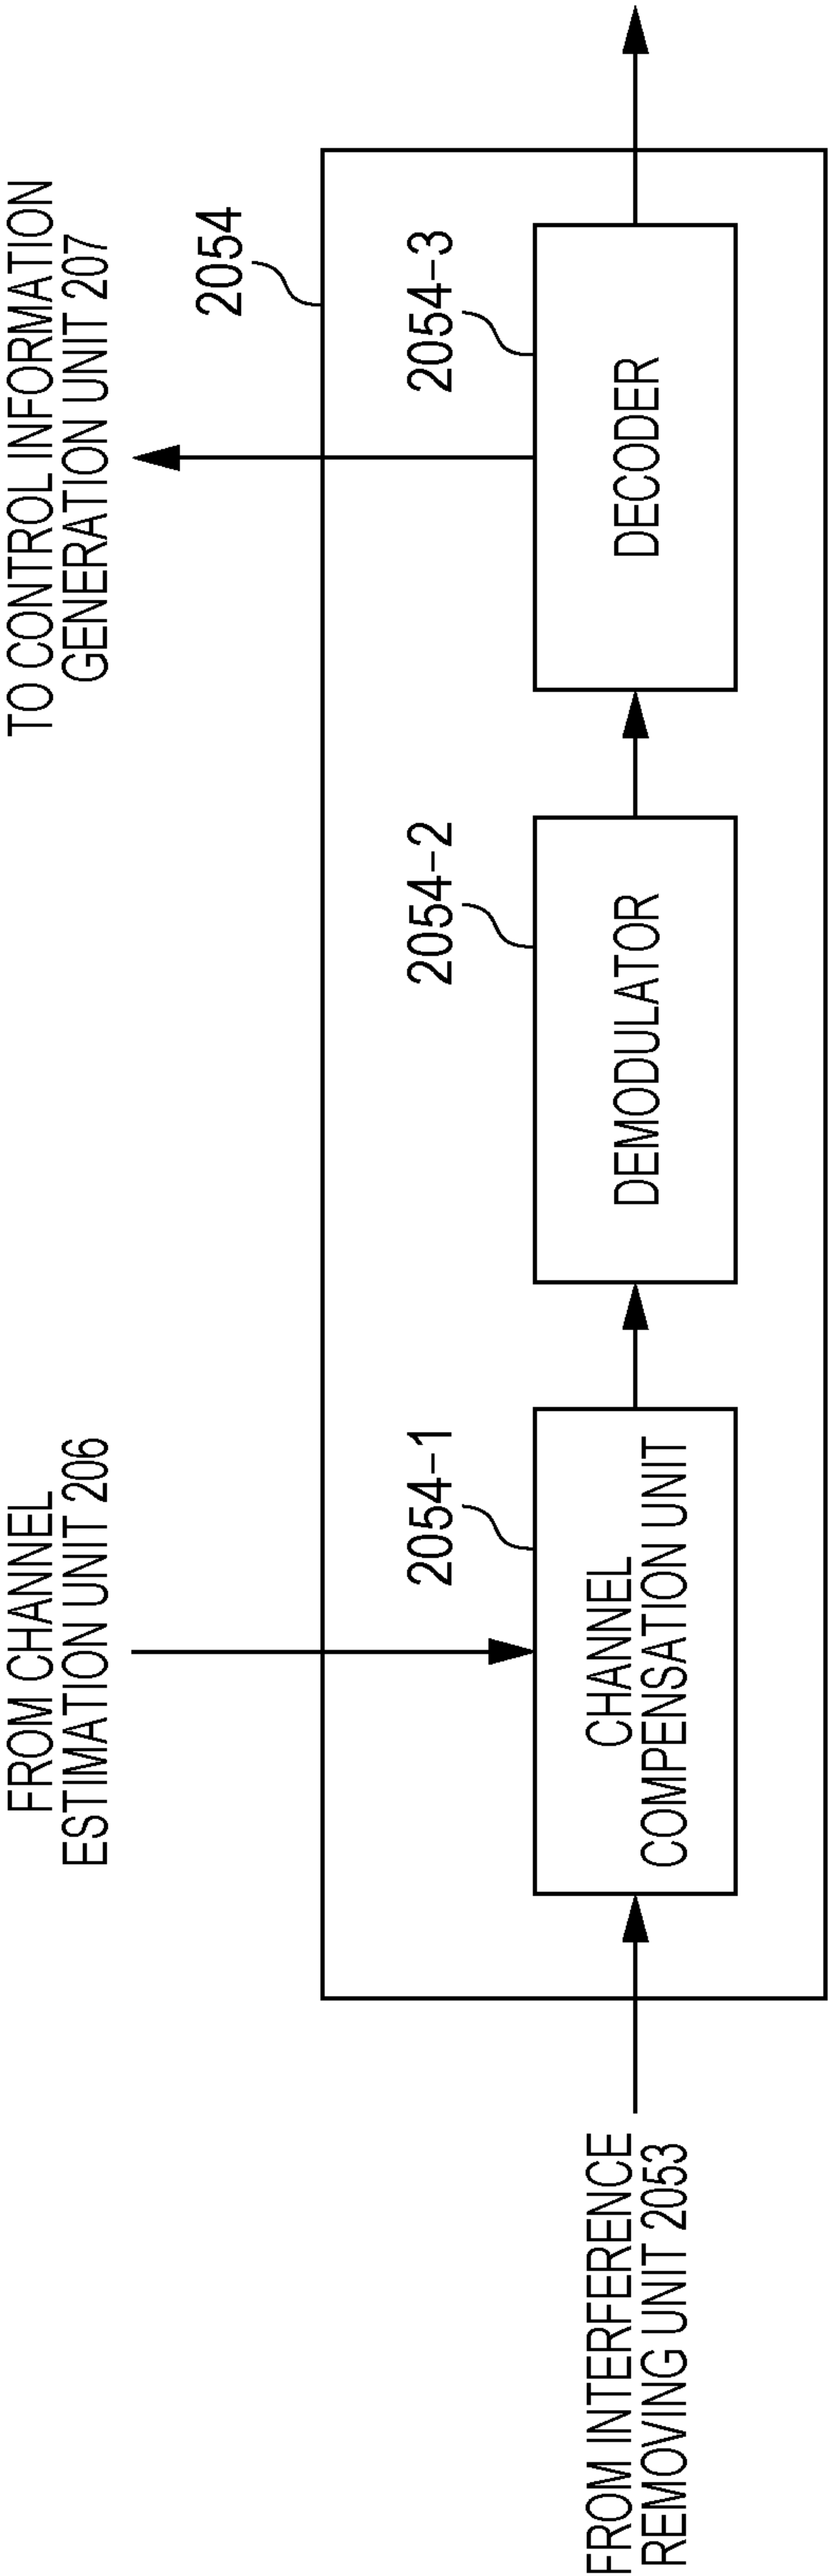 FROM CHANNEL
ESTIMATION UNIT 206
TO CONTROL INFORMATION
GENERATION UNIT 207
2054
2054-1
2054-2
2054-3
FROM INTERFERENCE
REMOVING UNIT 2053
CHANNEL
COMPENSATION UNIT
DEMODULATOR
DECODER